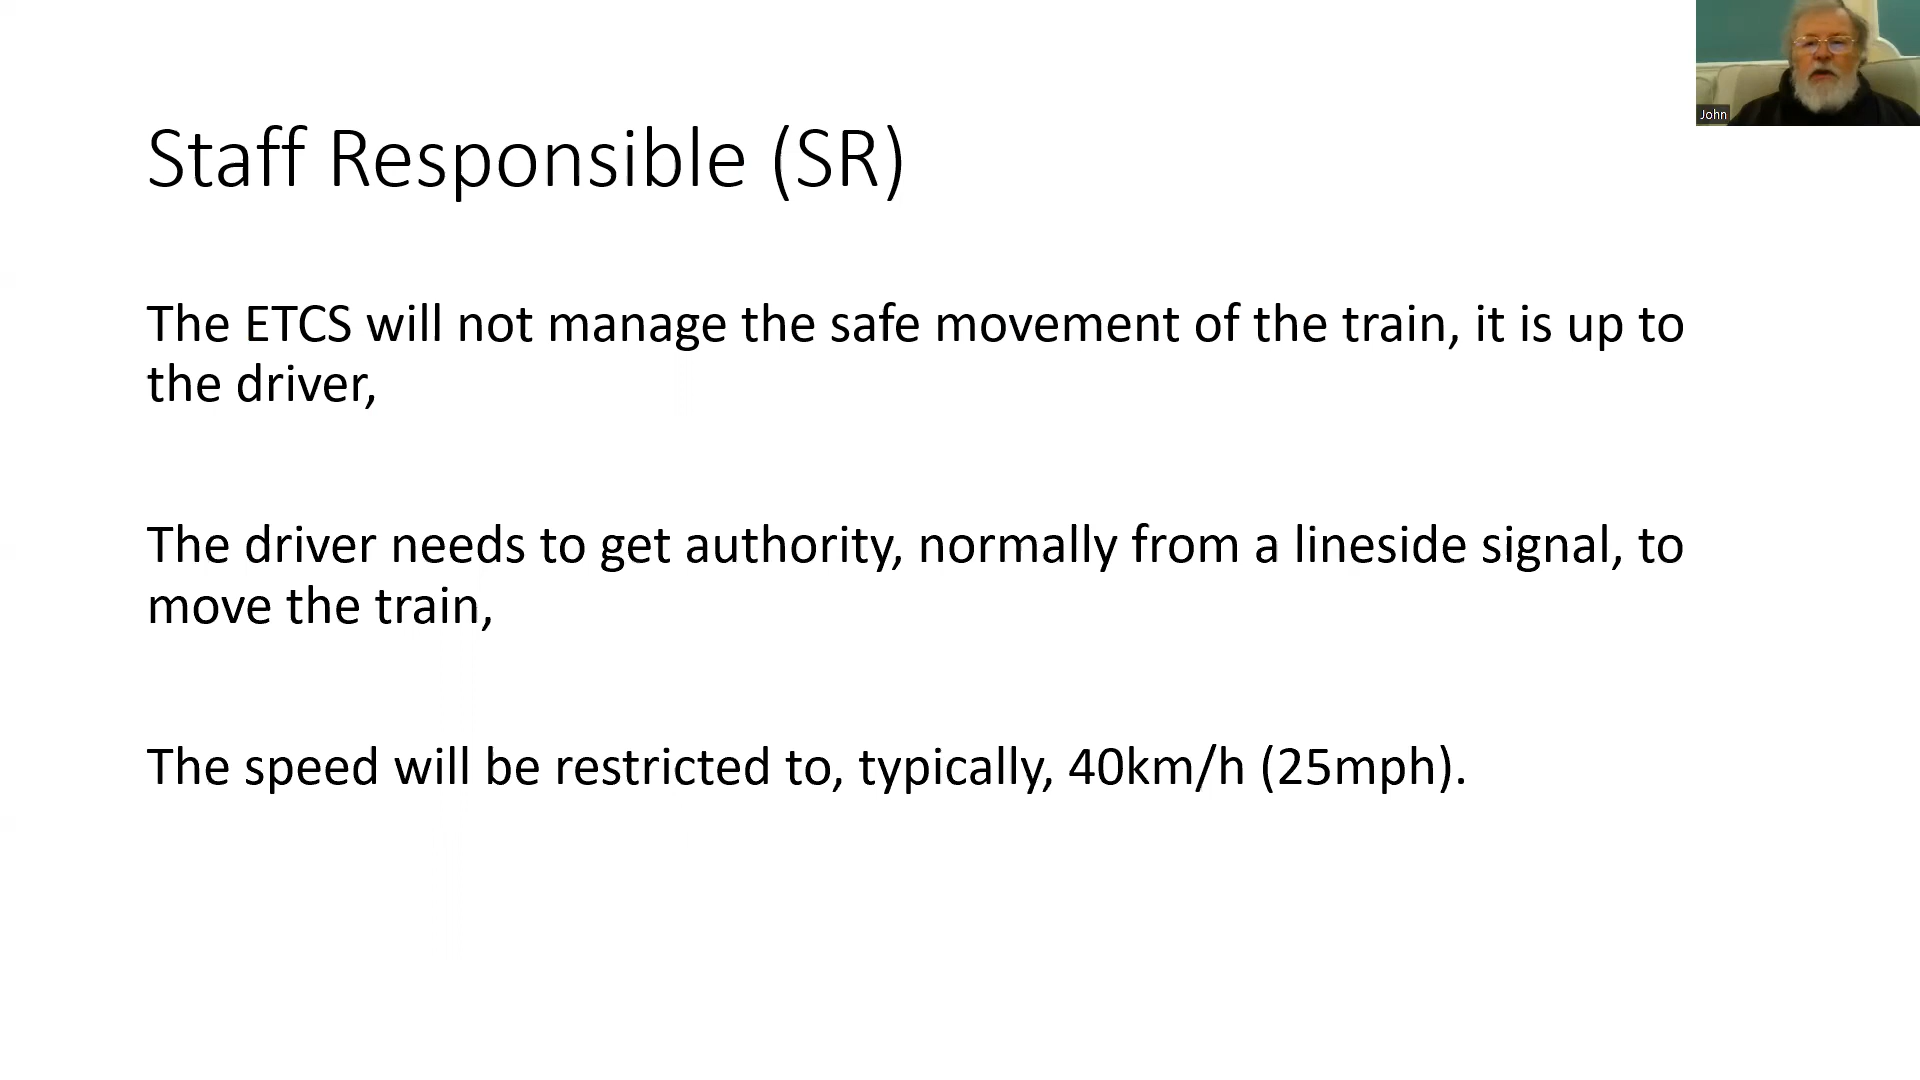 Staff Responsible (SR)
The ETCS will not manage the safe movement of the train, it is up to
the driver,
The driver needs to get authority, normally from a lineside signal, to
move the train,
The speed will be restricted to, typically, 40km/h (25mph).
John